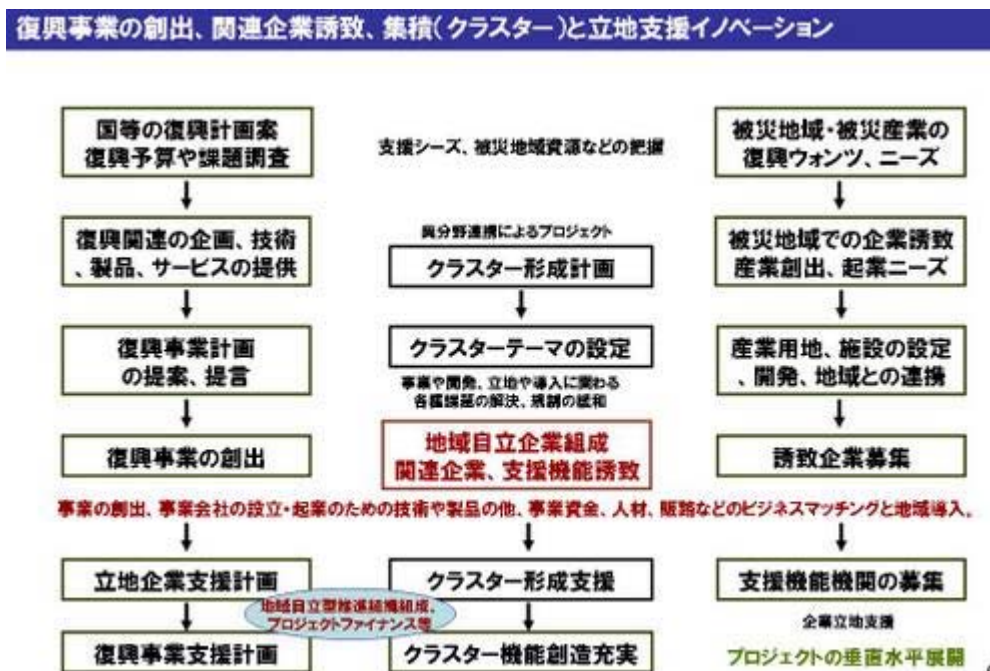 復興事業の創出、関連企業誘致、集積(クラスター)と立地支援イノベーション
国等の復興計画案
復興予算や課題調査
支援シーズ、被災地域資源などの把握
被災地域・被災産業の
復興ウォンツ、ニーズ
復興関連の企画、技術
、製品、サービスの提供
異分野連携によるプロジェクト
クラスター形成計画
被災地域での企業誘致
産業創出、起業ニーズ
復興事業計画
の提案、提言
クラスターテーマの設定
産業用地、施設の設定
、開発、地域との連携
事業や開発、立地や導入に関わる
各種課題の解決、規制の緩和
復興事業の創出
地域自立企業組成
関連企業、支援機能誘致
誘致企業募集
事業の創出、事業会社の設立・起業のための技術や製品の他、事業資金、人材、販路などのビジネスマッチングと地域導入。
立地企業支援計画
クラスター形成支援
支援機能機関の募集
地域自立型推進組織組成、
プロジェクトファイナンス等
企業立地支援
復興事業支援計画
クラスター機能創造充実
プロジェクトの垂直水平展開